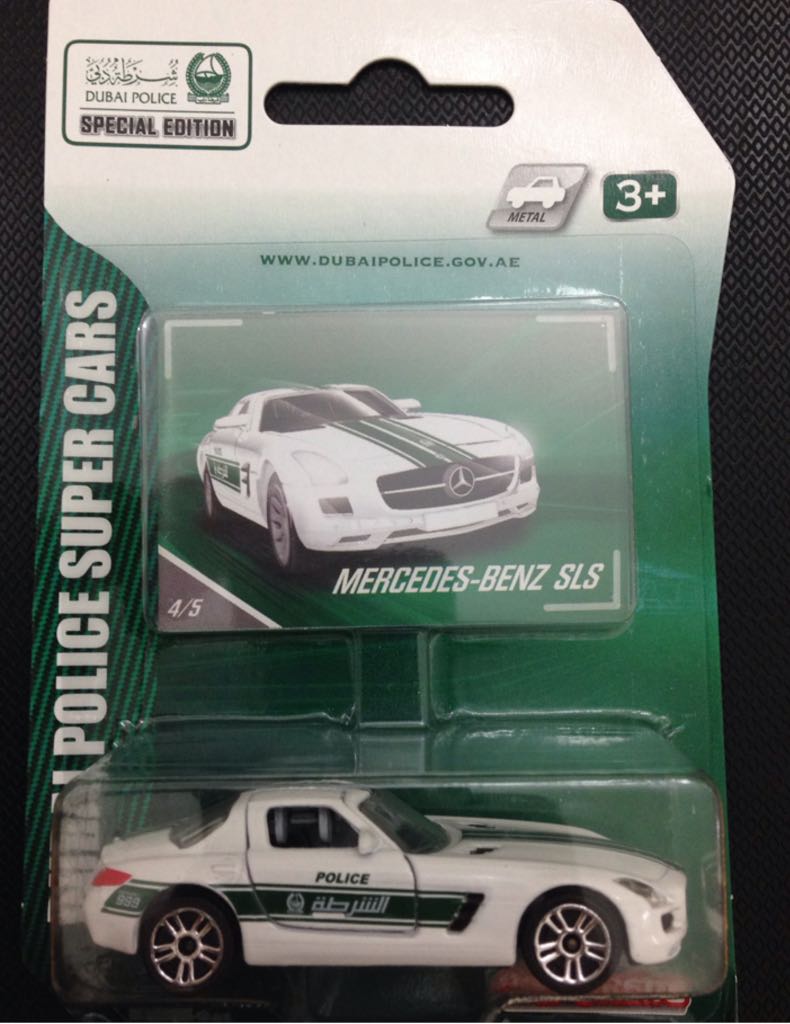 شرطة دبي
DUBAI POLICE
SPECIAL EDITION
METAL
3+
WWW.DUBAIPOLICE.GOV.AE
POLICE SUPER CARS
MERCEDES-BENZ SLS
4/5
POLICE
999
الشرطة